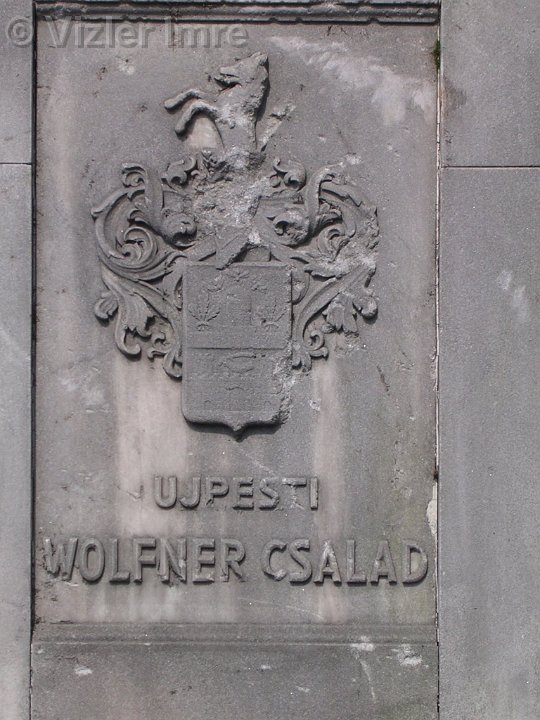 © Vizler Imre
UJPESTI
WOLFNER CSALAD